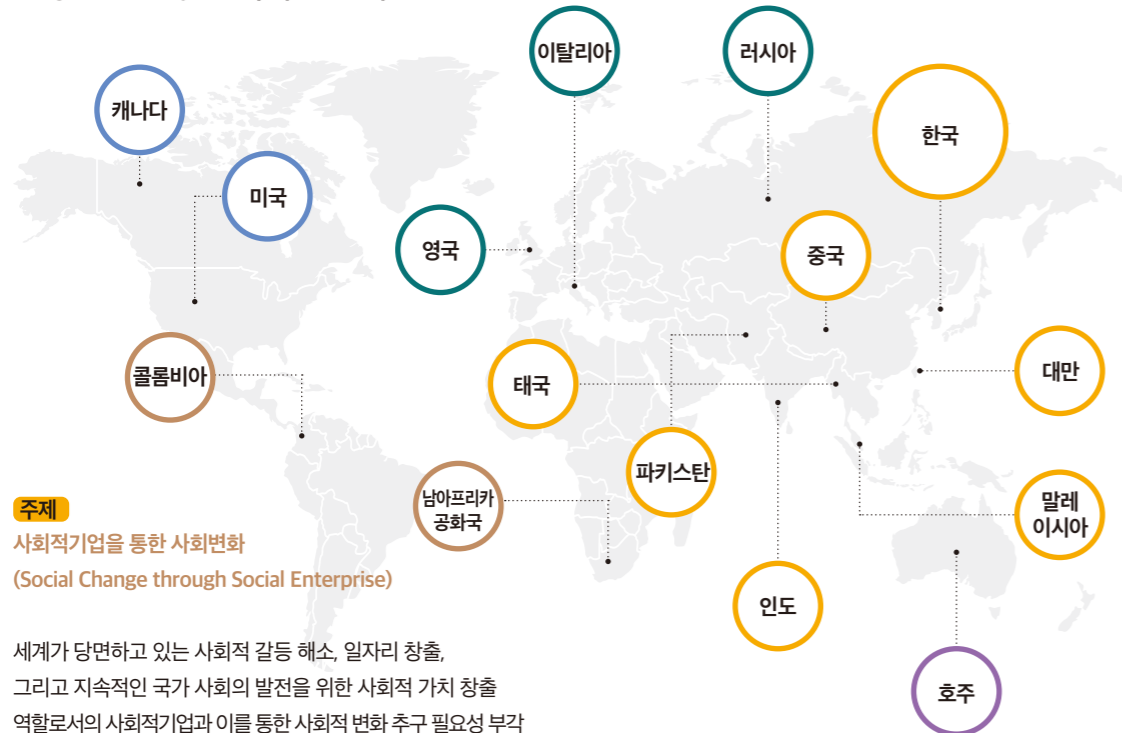 이탈리아
러시아
캐나다
한국
미국
영국
중국
콜롬비아
태국
대만
파키스탄
남아프리카
공화국
말레
이시아
인도
호주
주제
사회적기업을 통한 사회변화
(Social Change through Social Enterprise)
세계가 당면하고 있는 사회적 갈등 해소, 일자리 창출,
그리고 지속적인 국가 사회의 발전을 위한 사회적 가치 창출
역할로서의 사회적기업과 이를 통한 사회적 변화 추구 필요성 부각